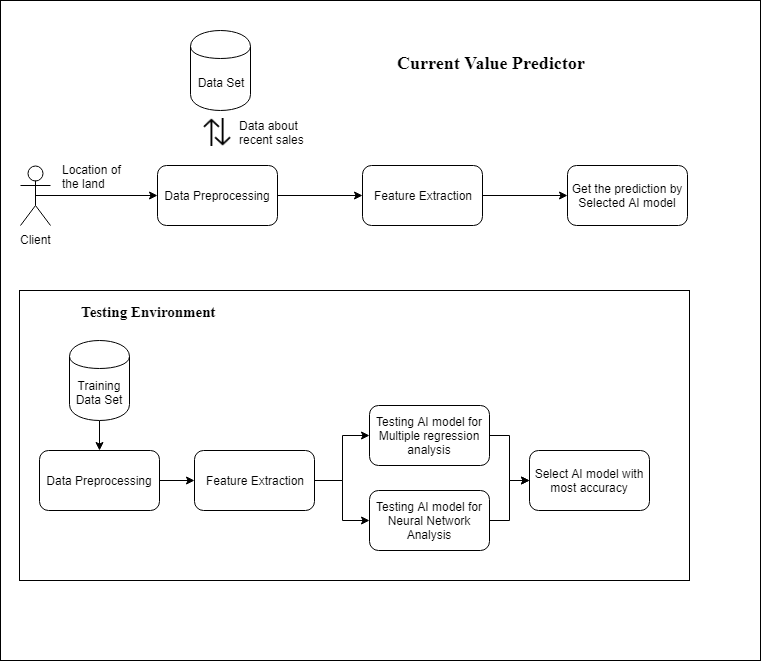 Data Set
Current Value Predictor
Data about
recent sales
Location of
the land
Data Preprocessing
Feature Extraction
Get the prediction by
Selected AI model
Client
Testing Environment
Training
Data Set
Testing AI model for
Multiple regression
analysis
Data Preprocessing
Feature Extraction
Select AI model with
most accuracy
Testing AI model for
Neural Network
Analysis